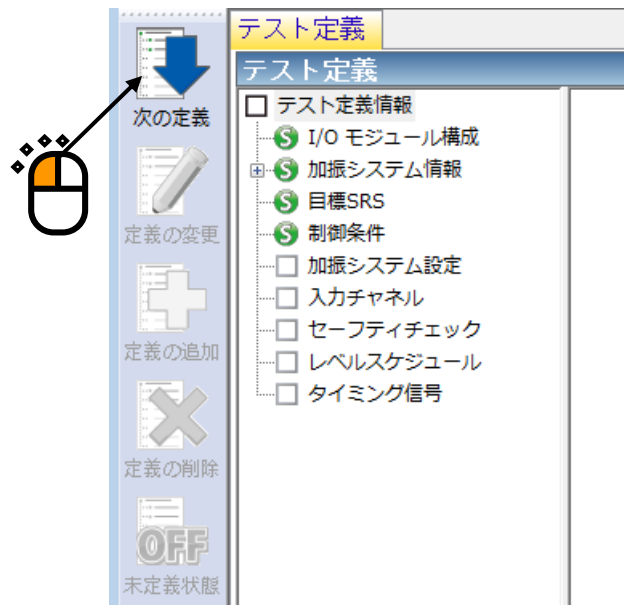 次の定義
定義の変更
定義の追加
定義の削除
OFF
未定義状態
テスト定義
テスト定義
テスト定義情報
I/O モジュール構成
加振システム情報
目標SRS
制御条件
加振システム設定
入力チャネル
セーフティチェック
レベルスケジュール
タイミング信号